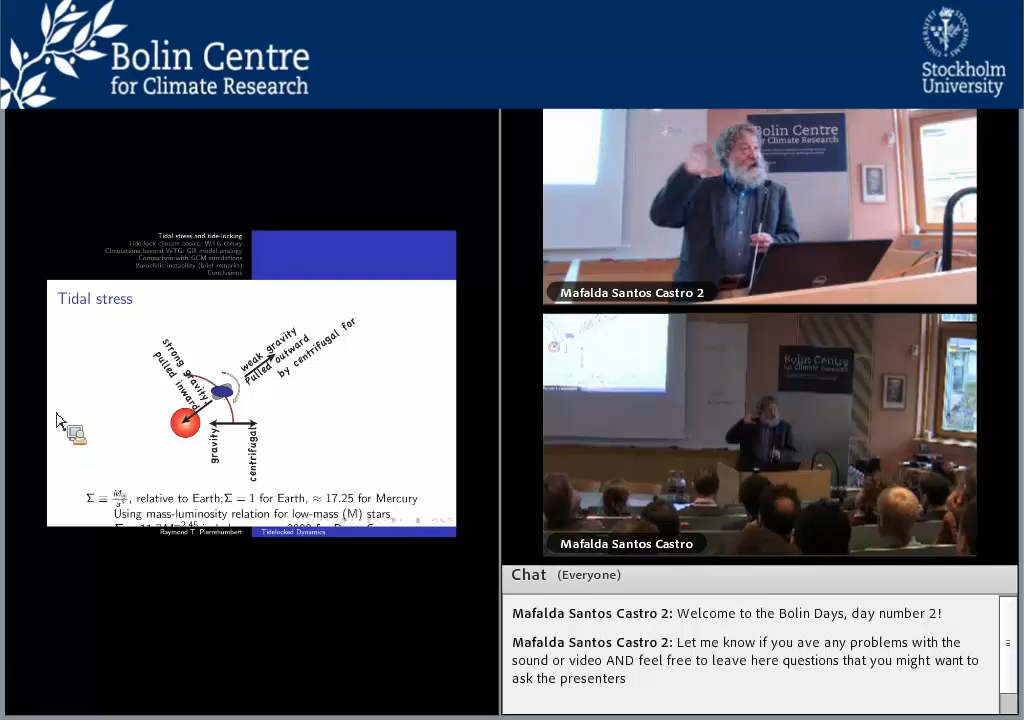 Bolin Centre
for Climate Research
Stockholm
University
Tidal stress and tide-locking
Tide-lock climate basics; WTG theory
Circulations beyond WTG: Gill model analogy
Comparison with GCM simulations
Baroclinic instability (brief remarks)
Conclusions
Tidal stress
strong gravity
pulled inward
weak gravity
Pulled outward
by centrifugal for
gravity
centrifugal
Σ ≡ M⊛/a³, relative to Earth; Σ = 1 for Earth, ≈ 17.25 for Mercury
Using mass-luminosity relation for low-mass (M) stars
Raymond T. Pierrehumbert
Tidelocked Dynamics
Bolin Centre
for Climate Research
Mafalda Santos Castro 2
Bolin Centre
for Climate Research
Mafalda Santos Castro
Chat (Everyone)
Mafalda Santos Castro 2: Welcome to the Bolin Days, day number 2!
Mafalda Santos Castro 2: Let me know if you ave any problems with the
sound or video AND feel free to leave here questions that you might want to
ask the presenters